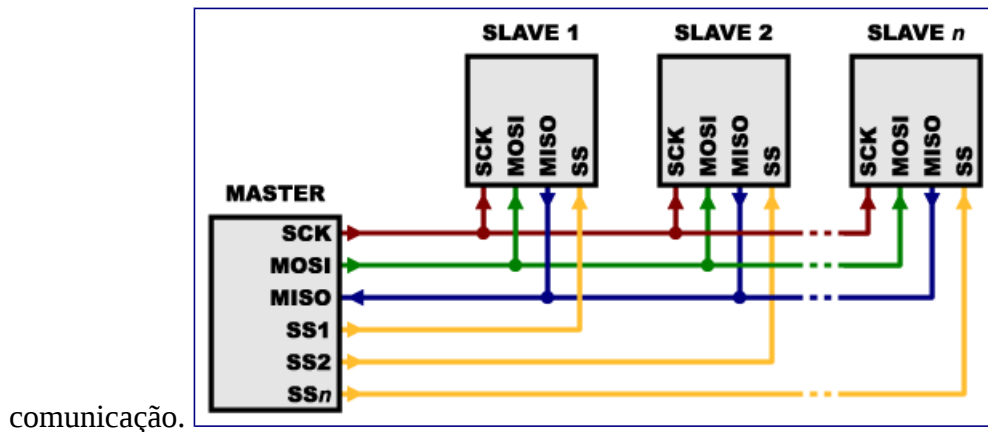 SLAVE 1 SLAVE 2 SLAVE n
SCK MOSI MISO SS SCK MOSI MISO SS SCK MOSI MISO SS
MASTER
SCK
MOSI
MISO
SS1
SS2
SSn
comunicação.